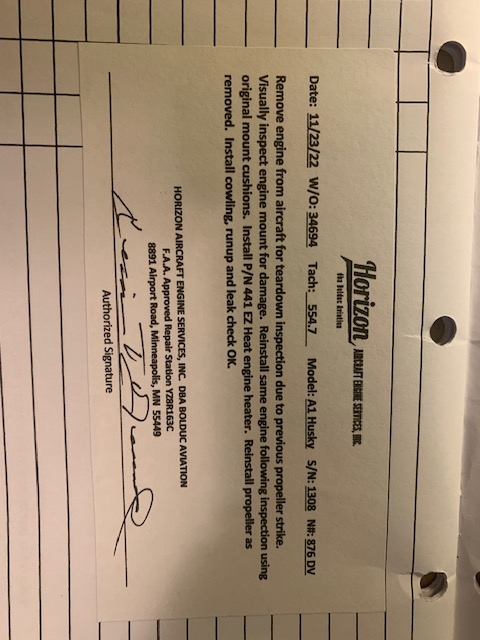 Horizon AIRCRAFT ENGINE SERVICES, INC.
dba Bolduc Aviation
Date: 11/23/22 W/O: 34694 Tach: 554.7 Model: A1 Husky S/N: 1308 N#: 876 DV
Remove engine from aircraft for teardown inspection due to previous propeller strike.
Visually inspect engine mount for damage. Reinstall same engine following inspection using
original mount cushions. Install P/N 441 EZ Heat engine heater. Reinstall propeller as
removed. Install cowling, runup and leak check OK.
HORIZON AIRCRAFT ENGINE SERVICES, INC. DBA BOLDUC AVIATION
F.A.A. Approved Repair Station YZ8R163C
8891 Airport Road, Minneapolis, MN 55449
Authorized Signature